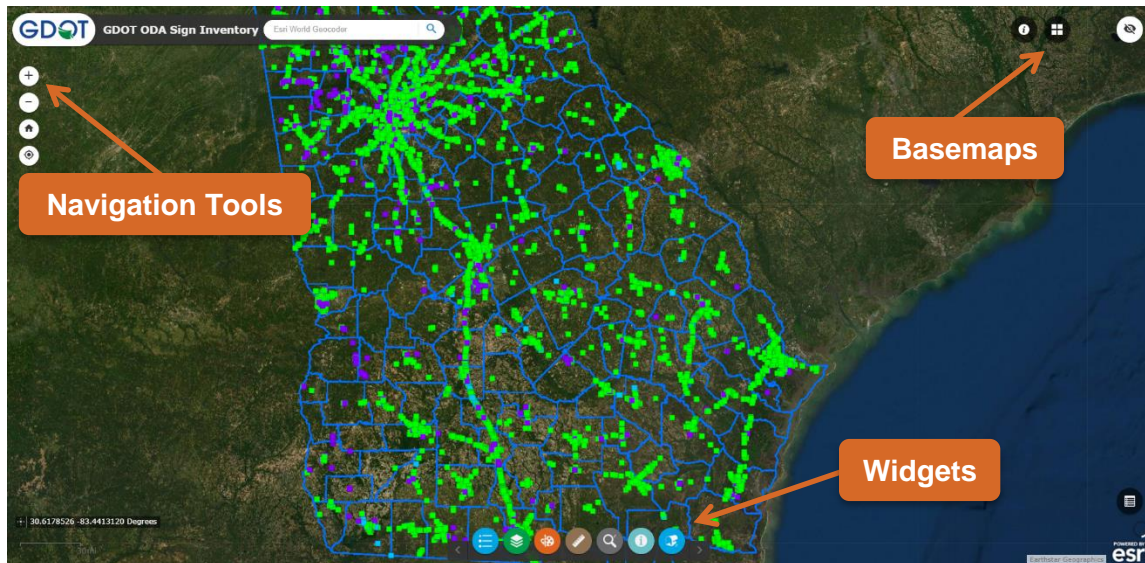 GDOT
GDOT ODA Sign Inventory
Esri World Geocoder
Basemaps
Navigation Tools
Widgets
30.6178526 -83.4413120 Degrees
30mi
Earthstar Geographics
POWERED BY
esri